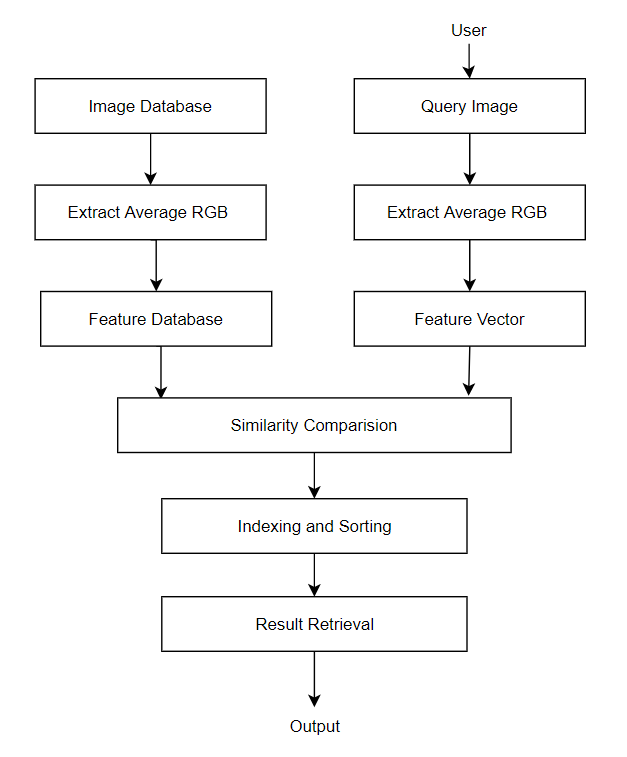 User
Image Database
Query Image
Extract Average RGB
Extract Average RGB
Feature Database
Feature Vector
Similarity Comparision
Indexing and Sorting
Result Retrieval
Output